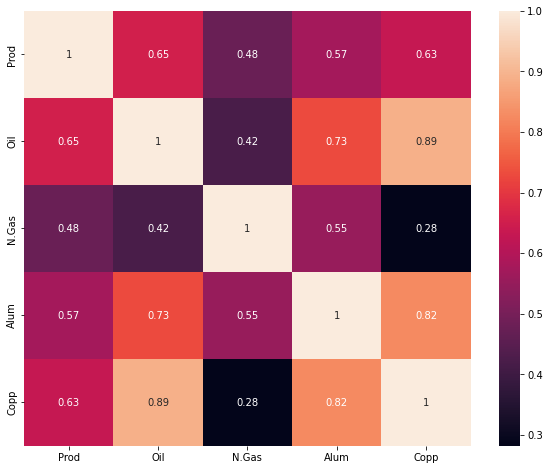 Prod 1 0.65 0.48 0.57 0.63
Oil 0.65 1 0.42 0.73 0.89
N.Gas 0.48 0.42 1 0.55 0.28
Alum 0.57 0.73 0.55 1 0.82
Copp 0.63 0.89 0.28 0.82 1
Prod Oil N.Gas Alum Copp
1.0
0.9
0.8
0.7
0.6
0.5
0.4
0.3